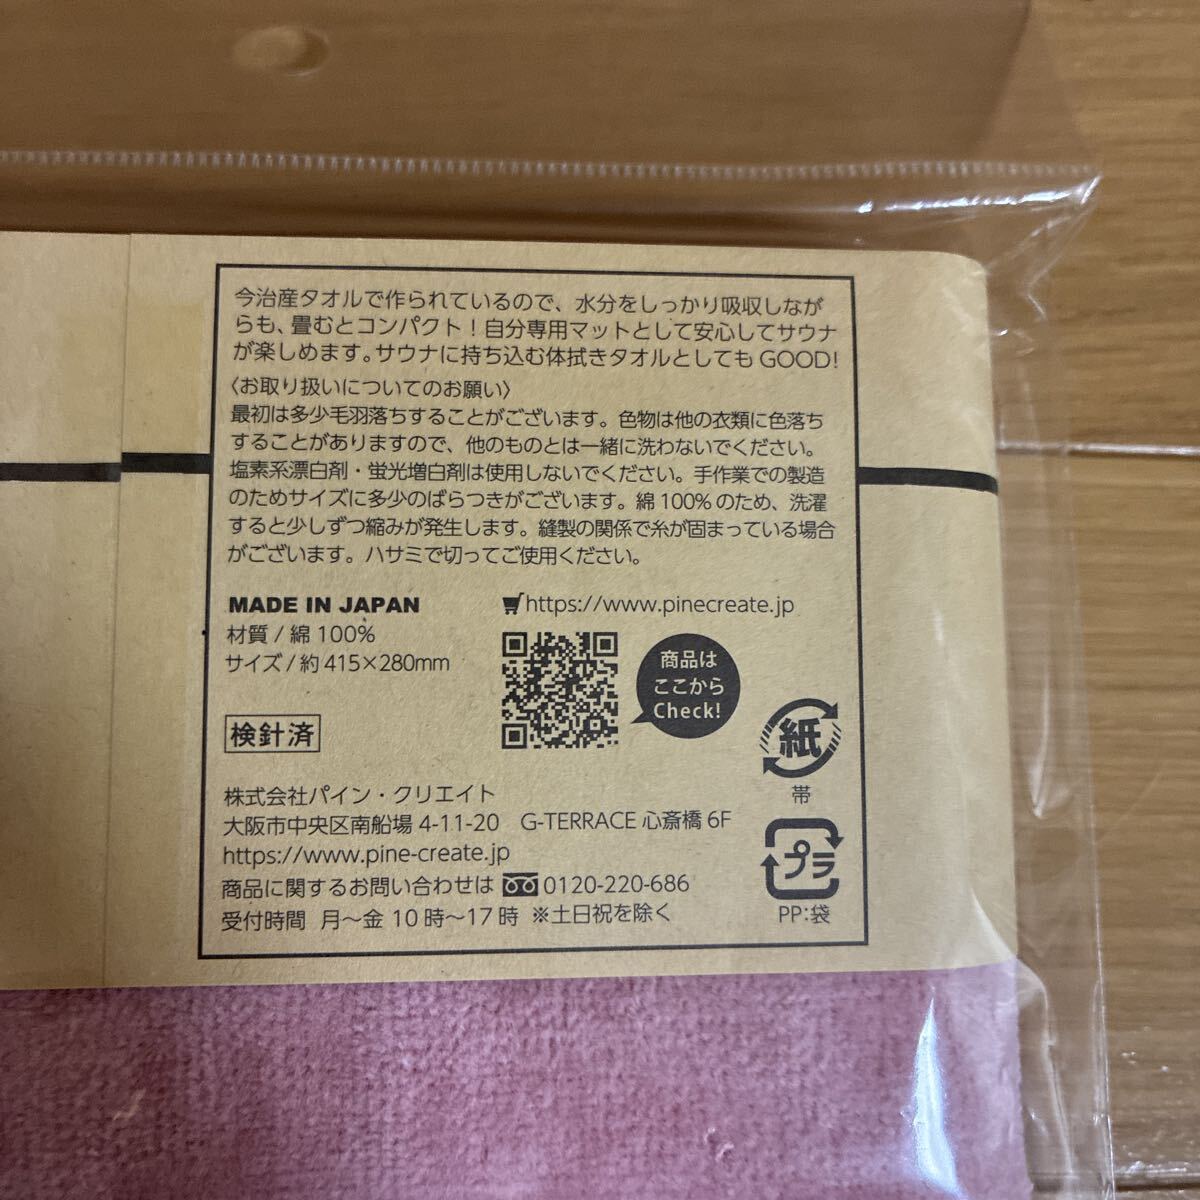 今治産タオルで作られているので、水分をしっかり吸収しなが
らも、畳むとコンパクト！自分専用マットとして安心してサウナ
が楽しめます。サウナに持ち込む体拭きタオルとしてもGOOD!
〈お取り扱いについてのお願い〉
最初は多少毛羽落ちすることがございます。色物は他の衣類に色落ち
することがありますので、他のものとは一緒に洗わないでください。
塩素系漂白剤・蛍光増白剤は使用しないでください。手作業での製造
のためサイズに多少のばらつきがございます。綿100%のため、洗濯
すると少しずつ縮みが発生します。縫製の関係で糸が固まっている場合
がございます。ハサミで切ってご使用ください。
MADE IN JAPAN
材質/綿100%
サイズ/約415×280mm
https://www.pinecreate.jp
商品は
ここから
Check!
検針済
紙
帯
株式会社パイン・クリエイト
大阪市中央区南船場 4-11-20 G-TERRACE 心斎橋 6F
https://www.pine-create.jp
商品に関するお問い合わせは 0120-220-686
受付時間 月〜金 10時〜17時 ※土日祝を除く
プラ
PP:袋